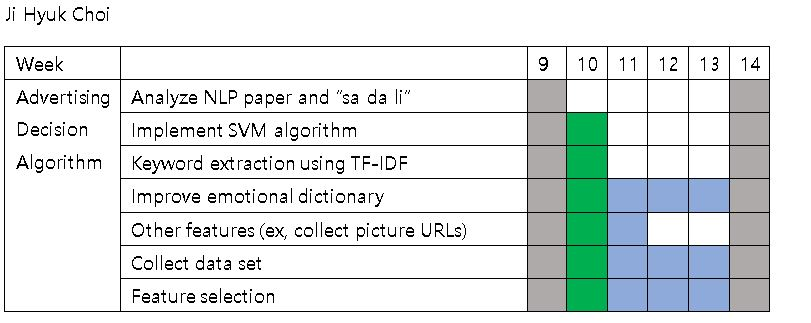 Ji Hyuk Choi
Week 9 10 11 12 13 14
Advertising Analyze NLP paper and "sa da li"
Decision Implement SVM algorithm
Algorithm Keyword extraction using TF-IDF
Improve emotional dictionary
Other features (ex, collect picture URLs)
Collect data set
Feature selection